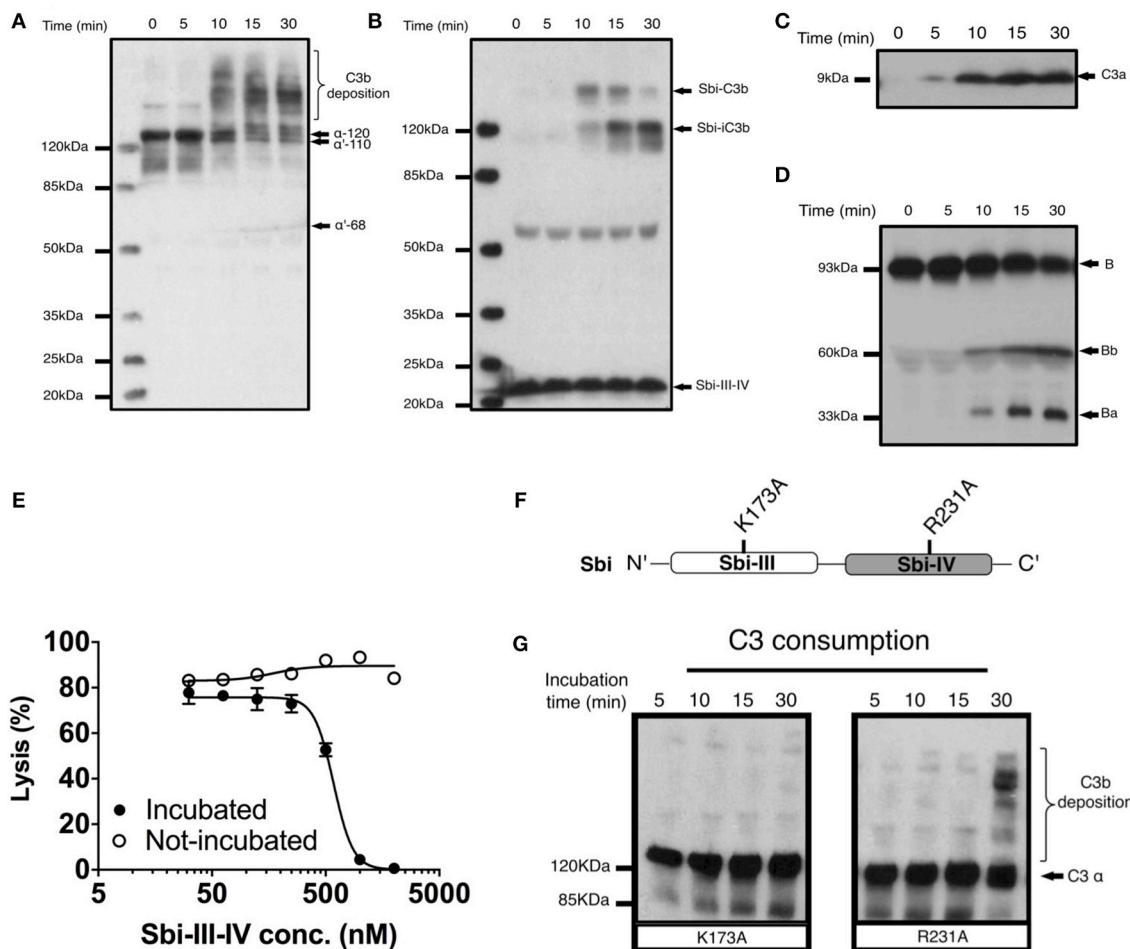 A
Time (min) 0 5 10 15 30
C3b
deposition
α-120
α'-110
120kDa
85kDa
α'-68
50kDa
35kDa
25kDa
20kDa
B
Time (min) 0 5 10 15 30
Sbi-C3b
120kDa
Sbi-iC3b
85kDa
50kDa
35kDa
25kDa
Sbi-III-IV
20kDa
C
Time (min) 0 5 10 15 30
9kDa
C3a
D
Time (min) 0 5 10 15 30
93kDa
B
60kDa
Bb
33kDa
Ba
E
100
80
60
40
20
0
Lysis (%)
Incubated
Not-incubated
5 50 500 5000
Sbi-III-IV conc. (nM)
F
K173A
R231A
Sbi N' Sbi-III Sbi-IV C'
G
C3 consumption
Incubation
time (min) 5 10 15 30 5 10 15 30
C3b
deposition
120KDa
C3 α
85KDa
K173A R231A